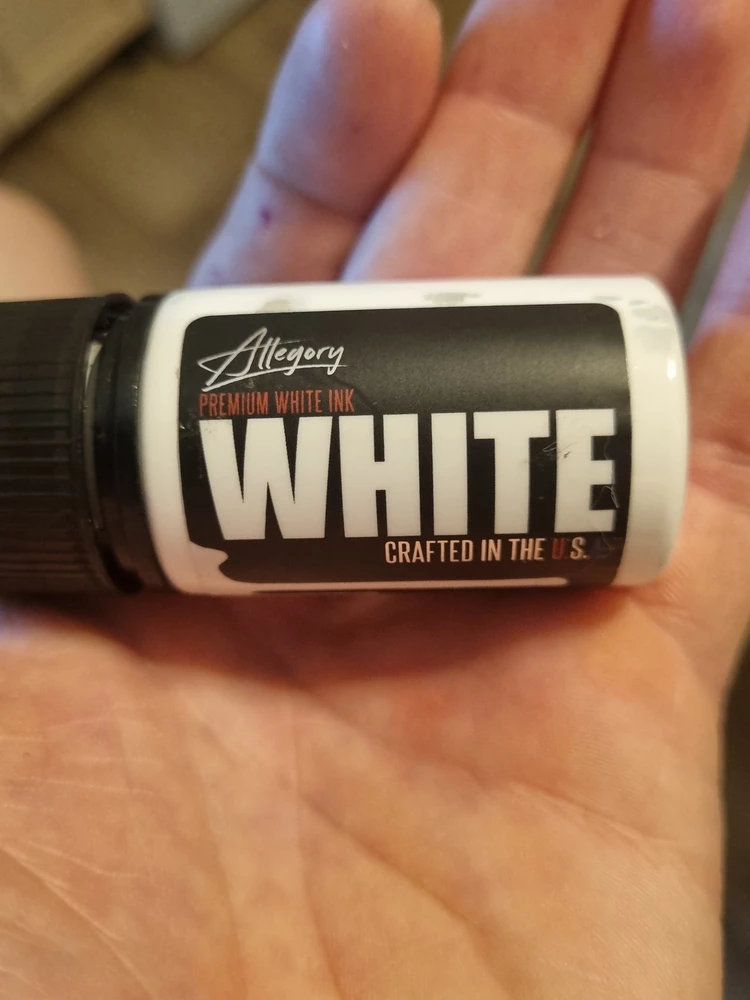 Allegory
PREMIUM WHITE INK
WHITE
CRAFTED IN THE U.S.